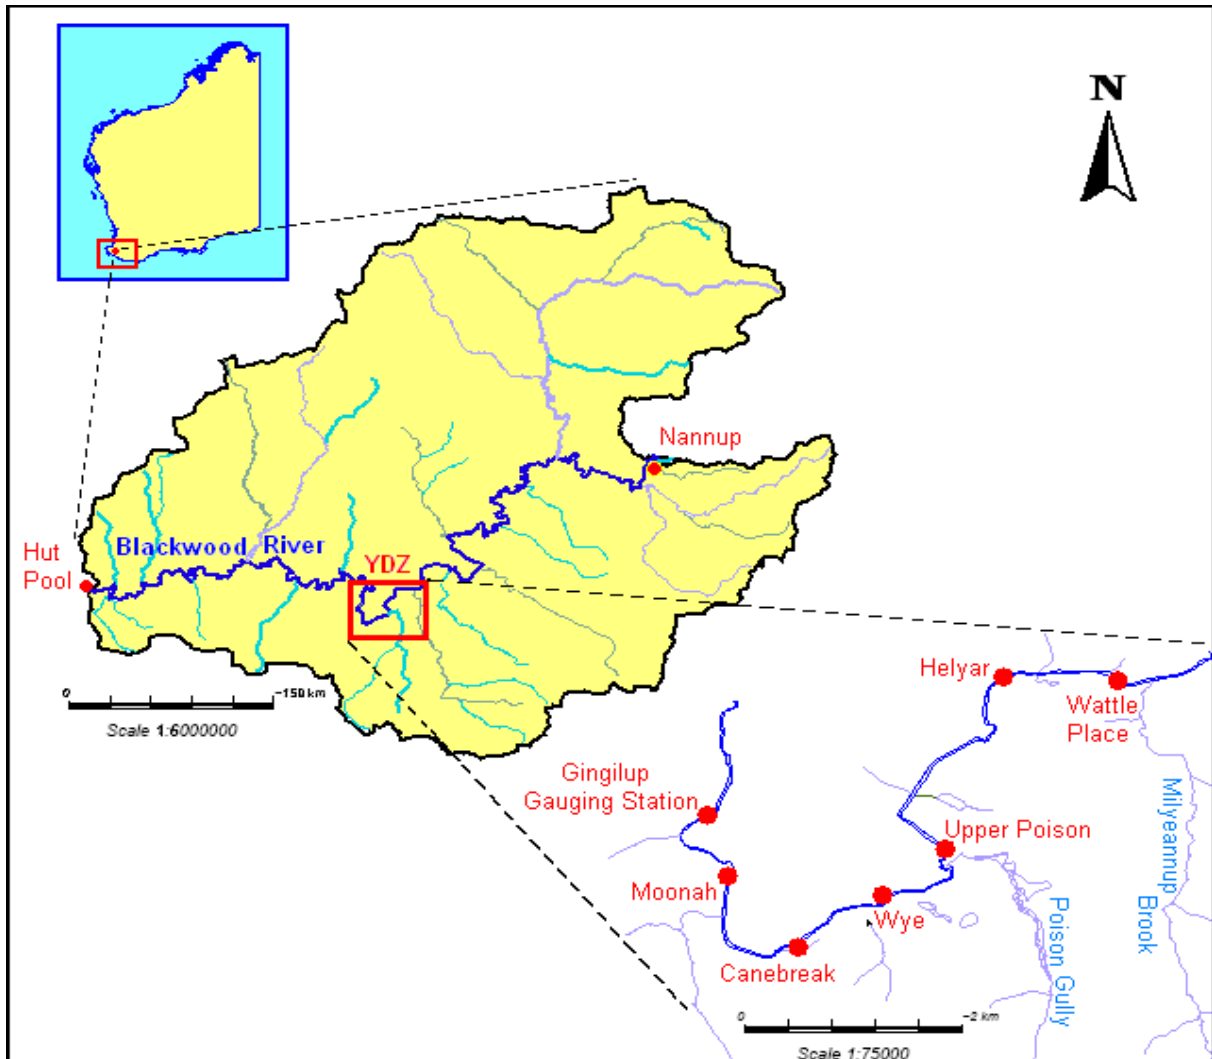 N
Nannup
Hut
Pool
Blackwood River
YDZ
0 ~150 km
Scale 1:6000000
Helyar
Wattle
Place
Gingilup
Gauging Station
Upper Poison
Moonah
Wye
Canebreak
Milyeannup
Brook
Poison Gully
0 ~2 km
Scale 1:75000